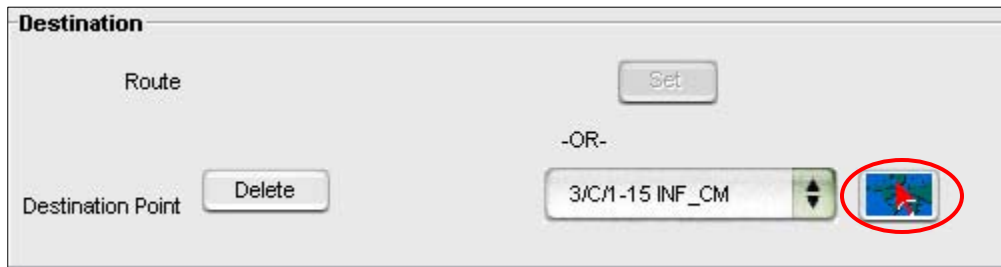 Destination
Route Set
-OR-
Destination Point Delete 3/C/1-15 INF_CM